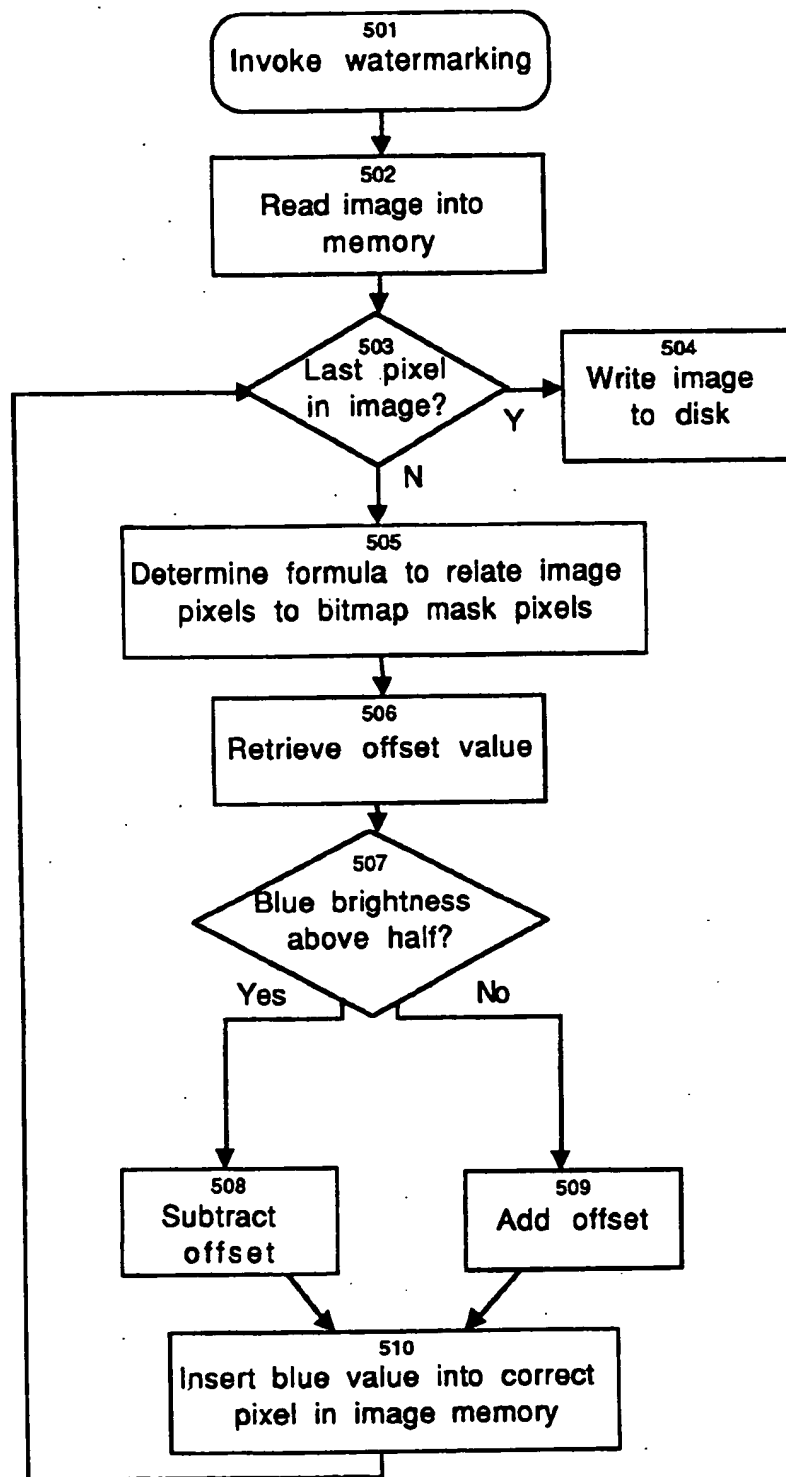 501
Invoke watermarking
502
Read image into
memory
503
Last pixel
in image?
Y
N
504
Write image
to disk
505
Determine formula to relate image
pixels to bitmap mask pixels
506
Retrieve offset value
507
Blue brightness
above half?
Yes
No
508
Subtract
offset
509
Add offset
510
Insert blue value into correct
pixel in image memory